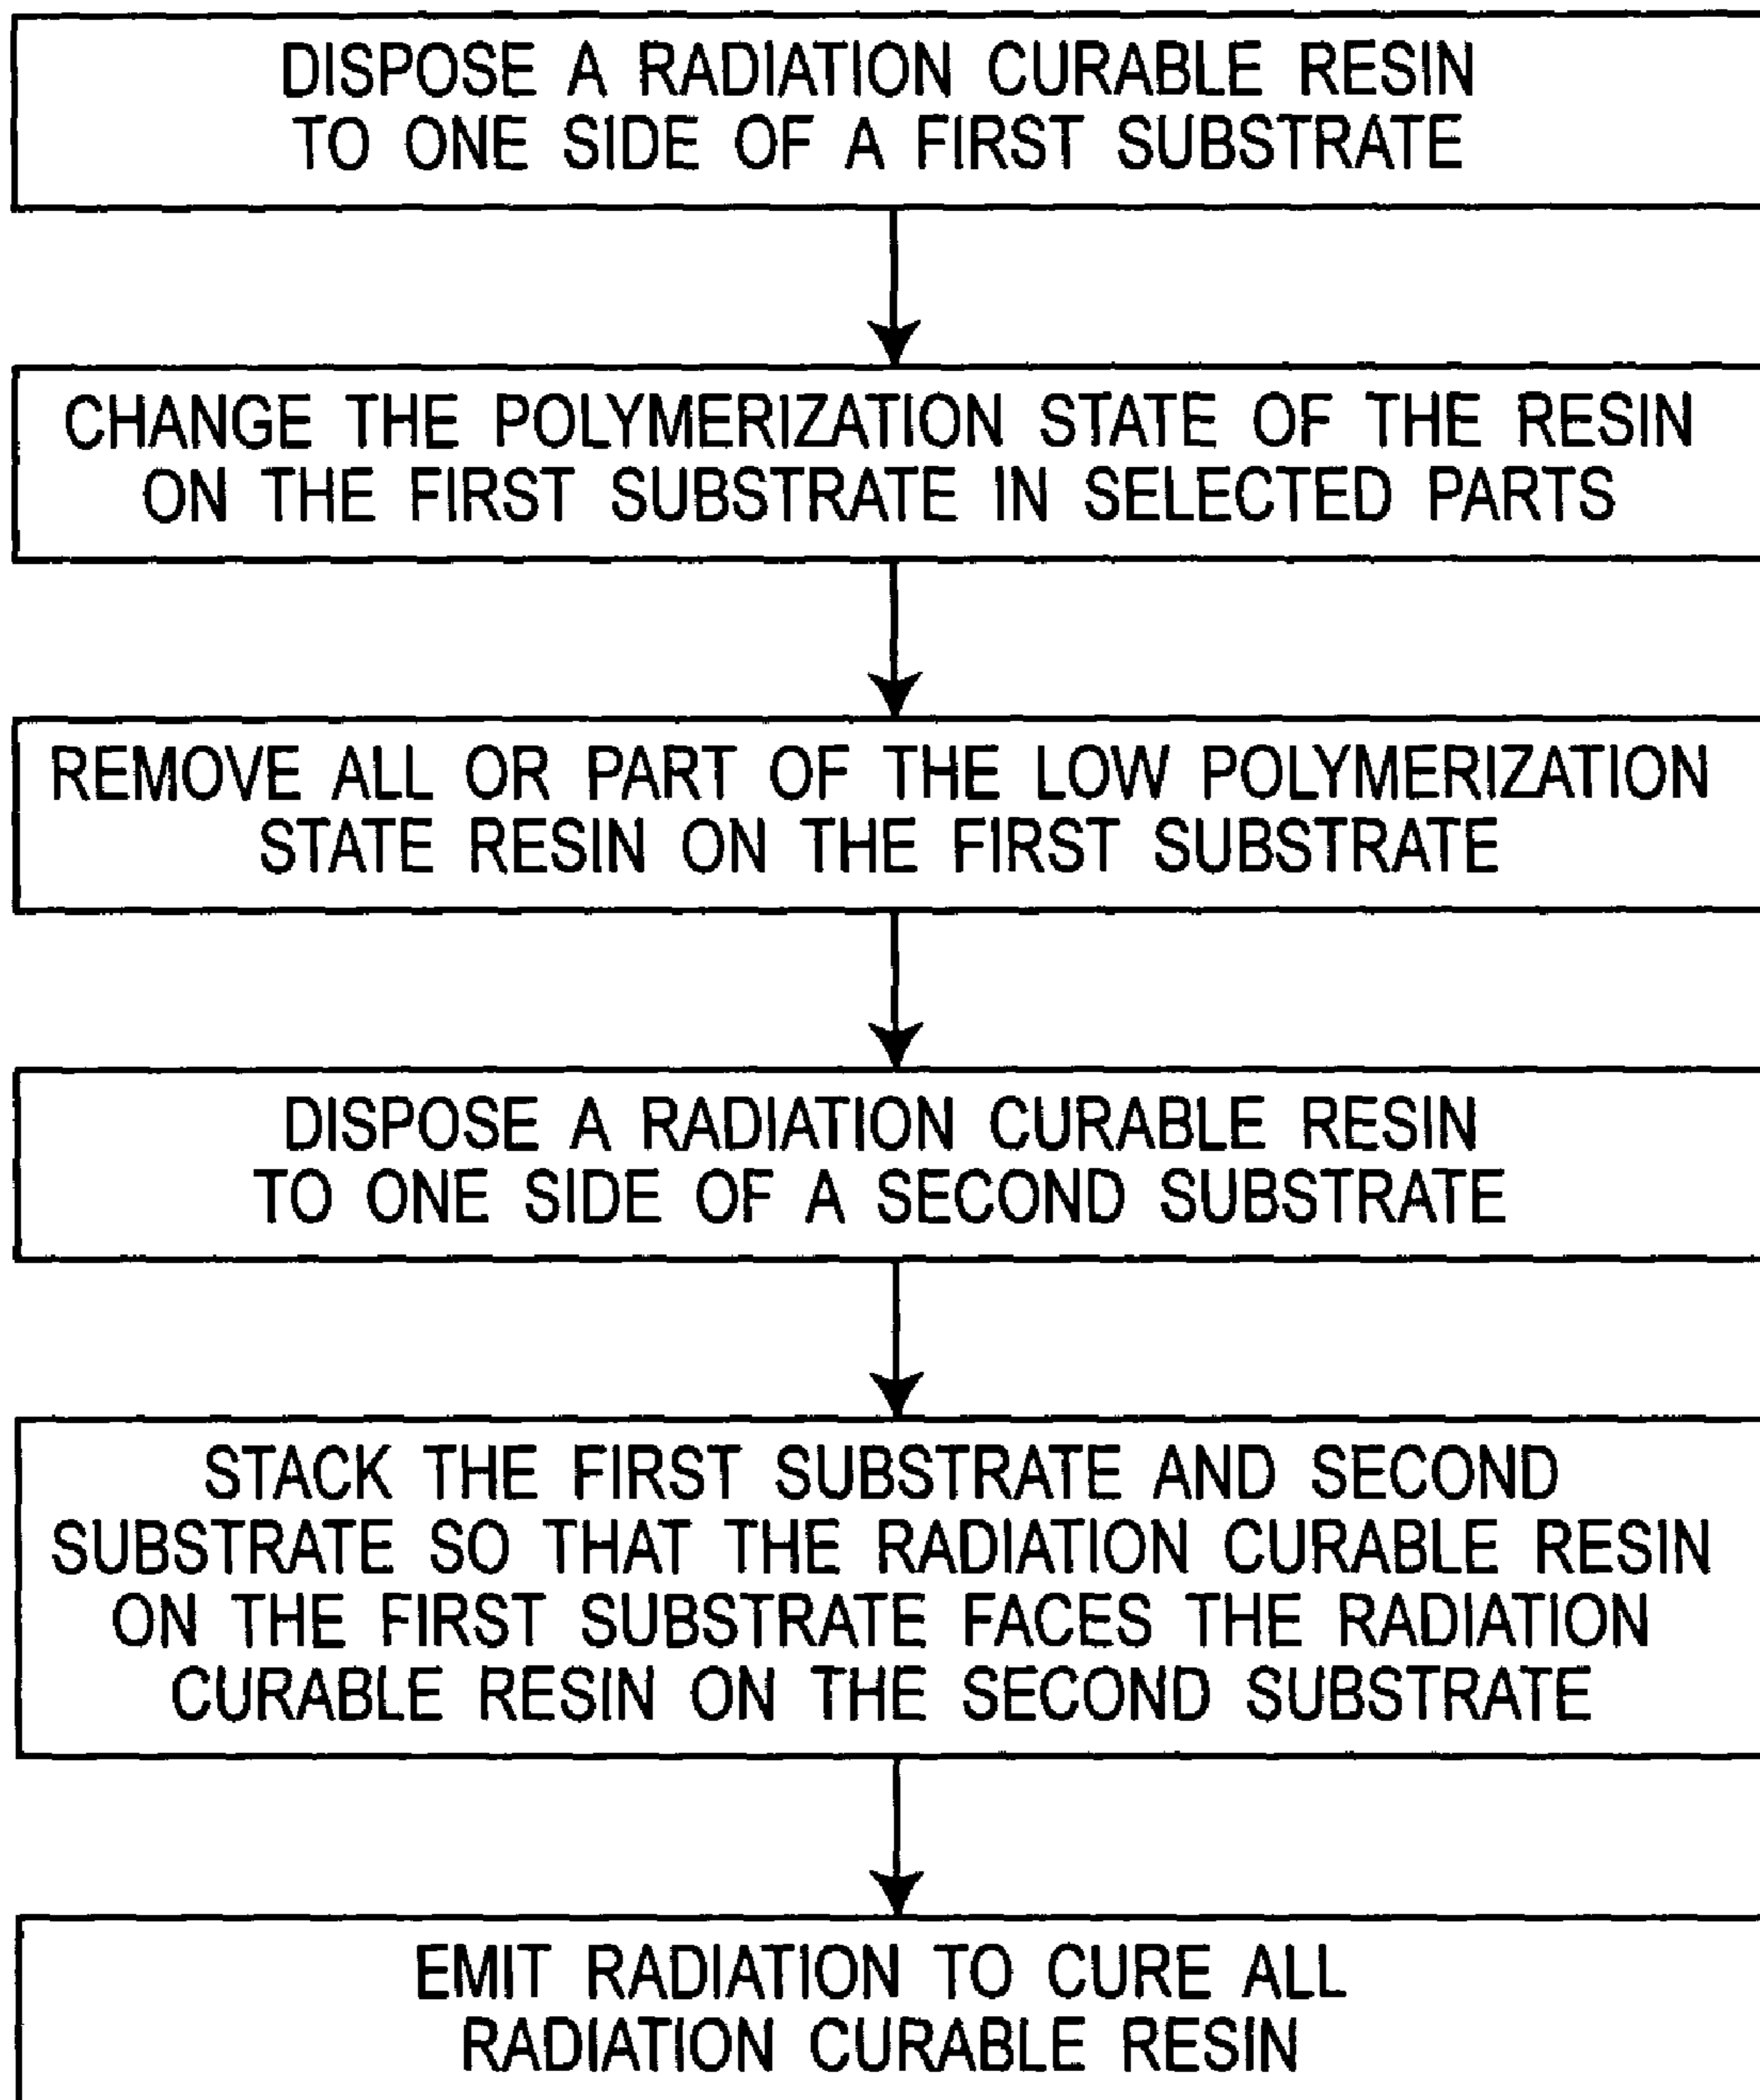 DISPOSE A RADIATION CURABLE RESIN
TO ONE SIDE OF A FIRST SUBSTRATE
CHANGE THE POLYMERIZATION STATE OF THE RESIN
ON THE FIRST SUBSTRATE IN SELECTED PARTS
REMOVE ALL OR PART OF THE LOW POLYMERIZATION
STATE RESIN ON THE FIRST SUBSTRATE
DISPOSE A RADIATION CURABLE RESIN
TO ONE SIDE OF A SECOND SUBSTRATE
STACK THE FIRST SUBSTRATE AND SECOND
SUBSTRATE SO THAT THE RADIATION CURABLE RESIN
ON THE FIRST SUBSTRATE FACES THE RADIATION
CURABLE RESIN ON THE SECOND SUBSTRATE
EMIT RADIATION TO CURE ALL
RADIATION CURABLE RESIN